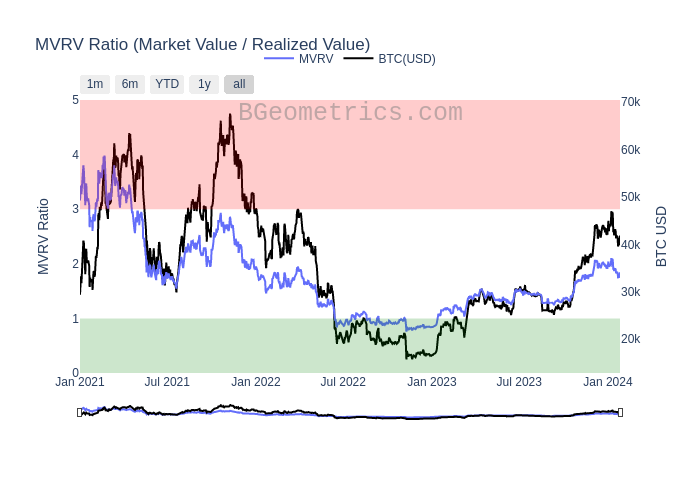 MVRV Ratio (Market Value / Realized Value)
MVRV BTC(USD)
1m 6m YTD 1y all
BGeometrics.com
5
4
3
2
1
0
MVRV Ratio
70k
60k
50k
40k
30k
20k
BTC USD
Jan 2021 Jul 2021 Jan 2022 Jul 2022 Jan 2023 Jul 2023 Jan 2024